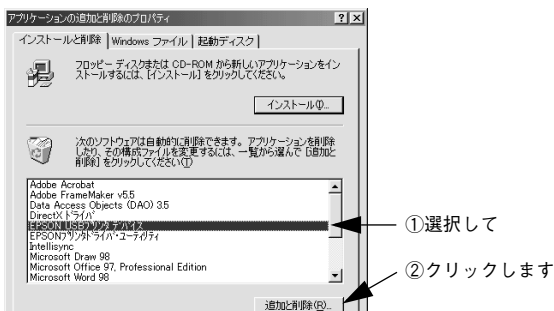 アプリケーションの追加と削除のプロパティ
インストールと削除
Windows ファイル
起動ディスク
フロッピー ディスクまたは CD-ROM から新しいアプリケーションをイン
ストールするには、[インストール] をクリックしてください。
インストール(I)...
次のソフトウェアは自動的に削除できます。アプリケーションを削除
したり、その構成ファイルを変更するには、一覧から選んで [追加と
削除] をクリックしてください(T)
Adobe Acrobat
Adobe FrameMaker v5.5
Data Access Objects (DAO) 3.5
DirectX ドライバ
EPSON USBプリンタ デバイス
EPSONプリンタドライバ・ユーティリティ
Intellisync
Microsoft Draw 98
Microsoft Office 97, Professional Edition
Microsoft Word 98
追加と削除(R)...
①選択して
②クリックします